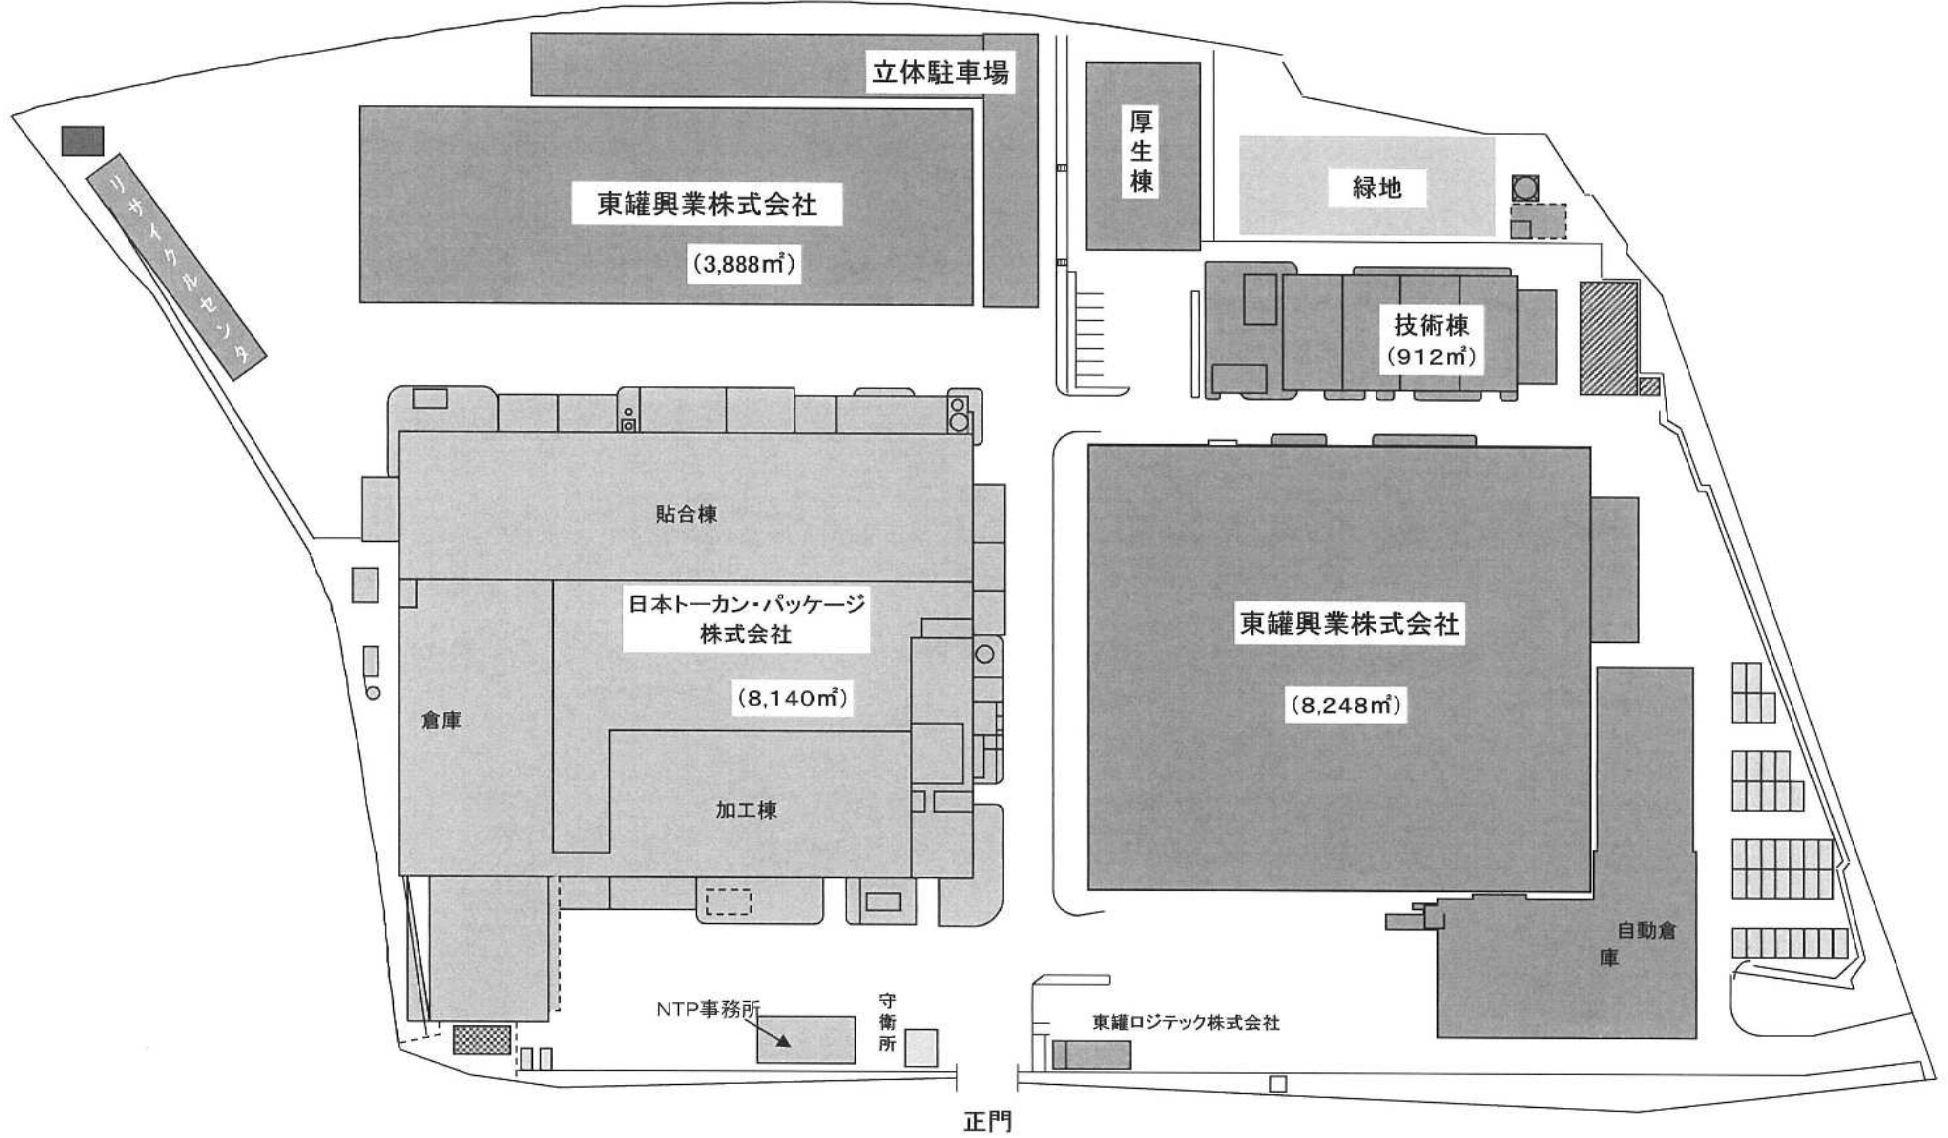 立体駐車場
厚生棟
リサイクルセンタ
東罐興業株式会社
(3,888㎡)
緑地
技術棟
(912㎡)
貼合棟
日本トーカン・パッケージ
株式会社
(8,140㎡)
倉庫
加工棟
東罐興業株式会社
(8,248㎡)
自動倉
庫
NTP事務所
守衛所
東罐ロジテック株式会社
正門